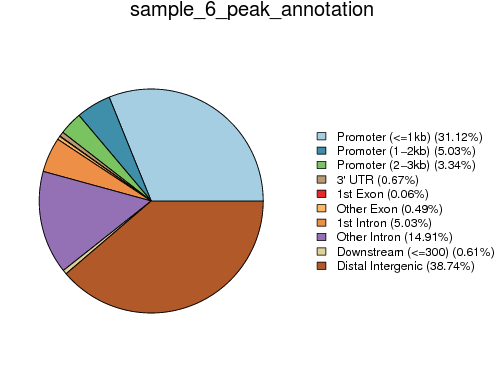 sample_6_peak_annotation
Promoter (<=1kb) (31.12%)
Promoter (1−2kb) (5.03%)
Promoter (2−3kb) (3.34%)
3' UTR (0.67%)
1st Exon (0.06%)
Other Exon (0.49%)
1st Intron (5.03%)
Other Intron (14.91%)
Downstream (<=300) (0.61%)
Distal Intergenic (38.74%)